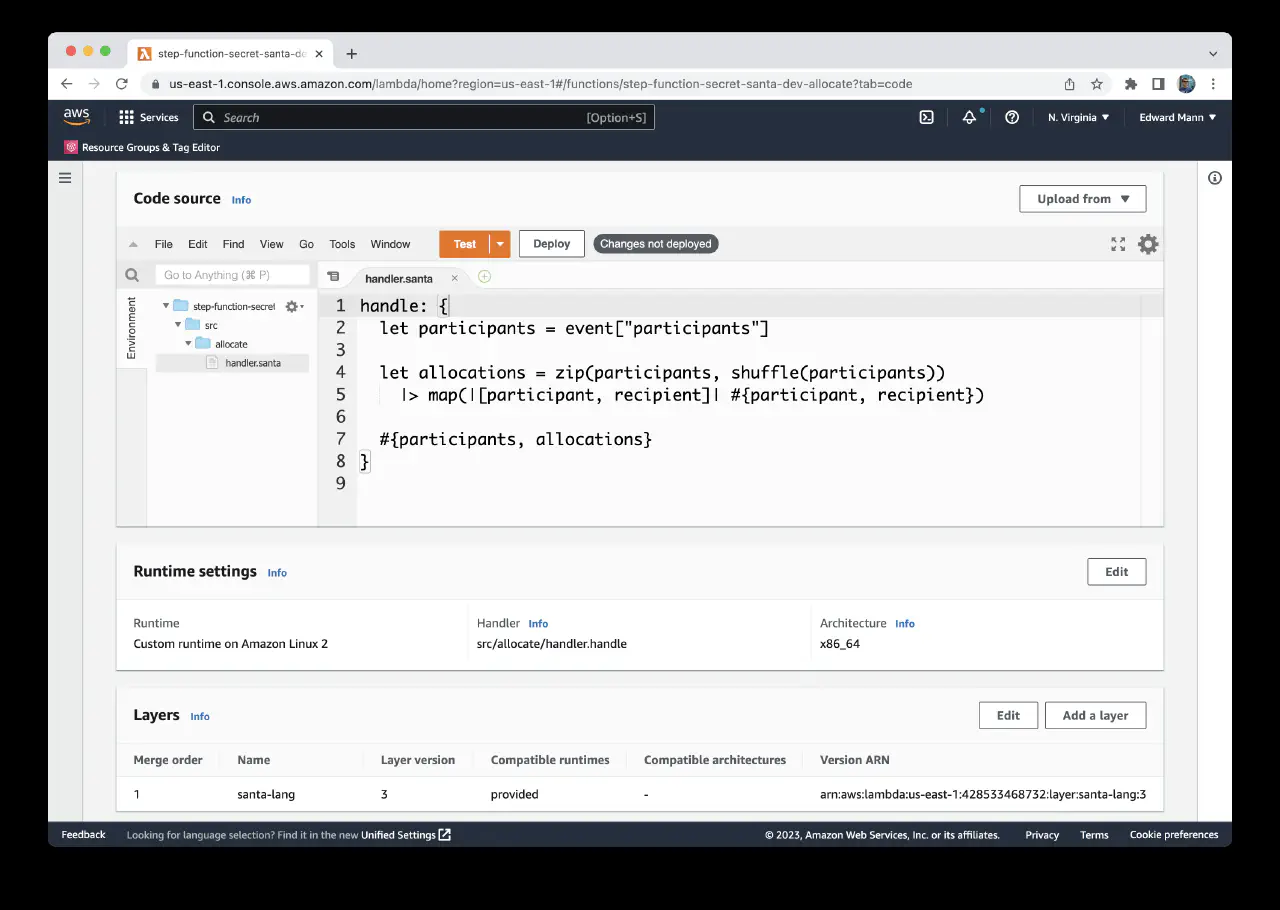 step-function-secret-santa-de
us-east-1.console.aws.amazon.com/lambda/home?region=us-east-1#/functions/step-function-secret-santa-dev-allocate?tab=code
aws Services Search [Option+S] N. Virginia ▼ Edward Mann ▼
Resource Groups & Tag Editor
Code source Info Upload from ▼
File Edit Find View Go Tools Window Test Deploy Changes not deployed
Go to Anything (⌘ P) handler.santa
Environment
step-function-secret
src
allocate
handler.santa
1 handle: {
2 let participants = event["participants"]
3
4 let allocations = zip(participants, shuffle(participants))
5 |> map(|[participant, recipient]| #{participant, recipient})
6
7 #{participants, allocations}
8 }
9
Runtime settings Info Edit
Runtime Handler Info Architecture Info
Custom runtime on Amazon Linux 2 src/allocate/handler.handle x86_64
Layers Info Edit Add a layer
Merge order Name Layer version Compatible runtimes Compatible architectures Version ARN
1 santa-lang 3 provided - arn:aws:lambda:us-east-1:428533468732:layer:santa-lang:3
Feedback Looking for language selection? Find it in the new Unified Settings © 2023, Amazon Web Services, Inc. or its affiliates. Privacy Terms Cookie preferences